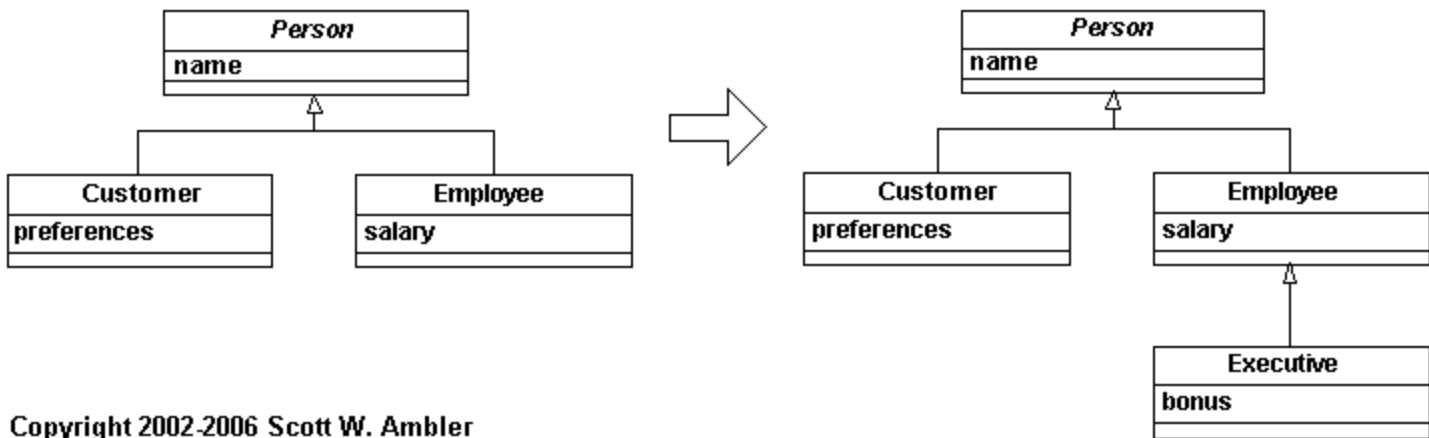 Person
name
Customer
preferences
Employee
salary
Person
name
Customer
preferences
Employee
salary
Executive
bonus
Copyright 2002-2006 Scott W. Ambler